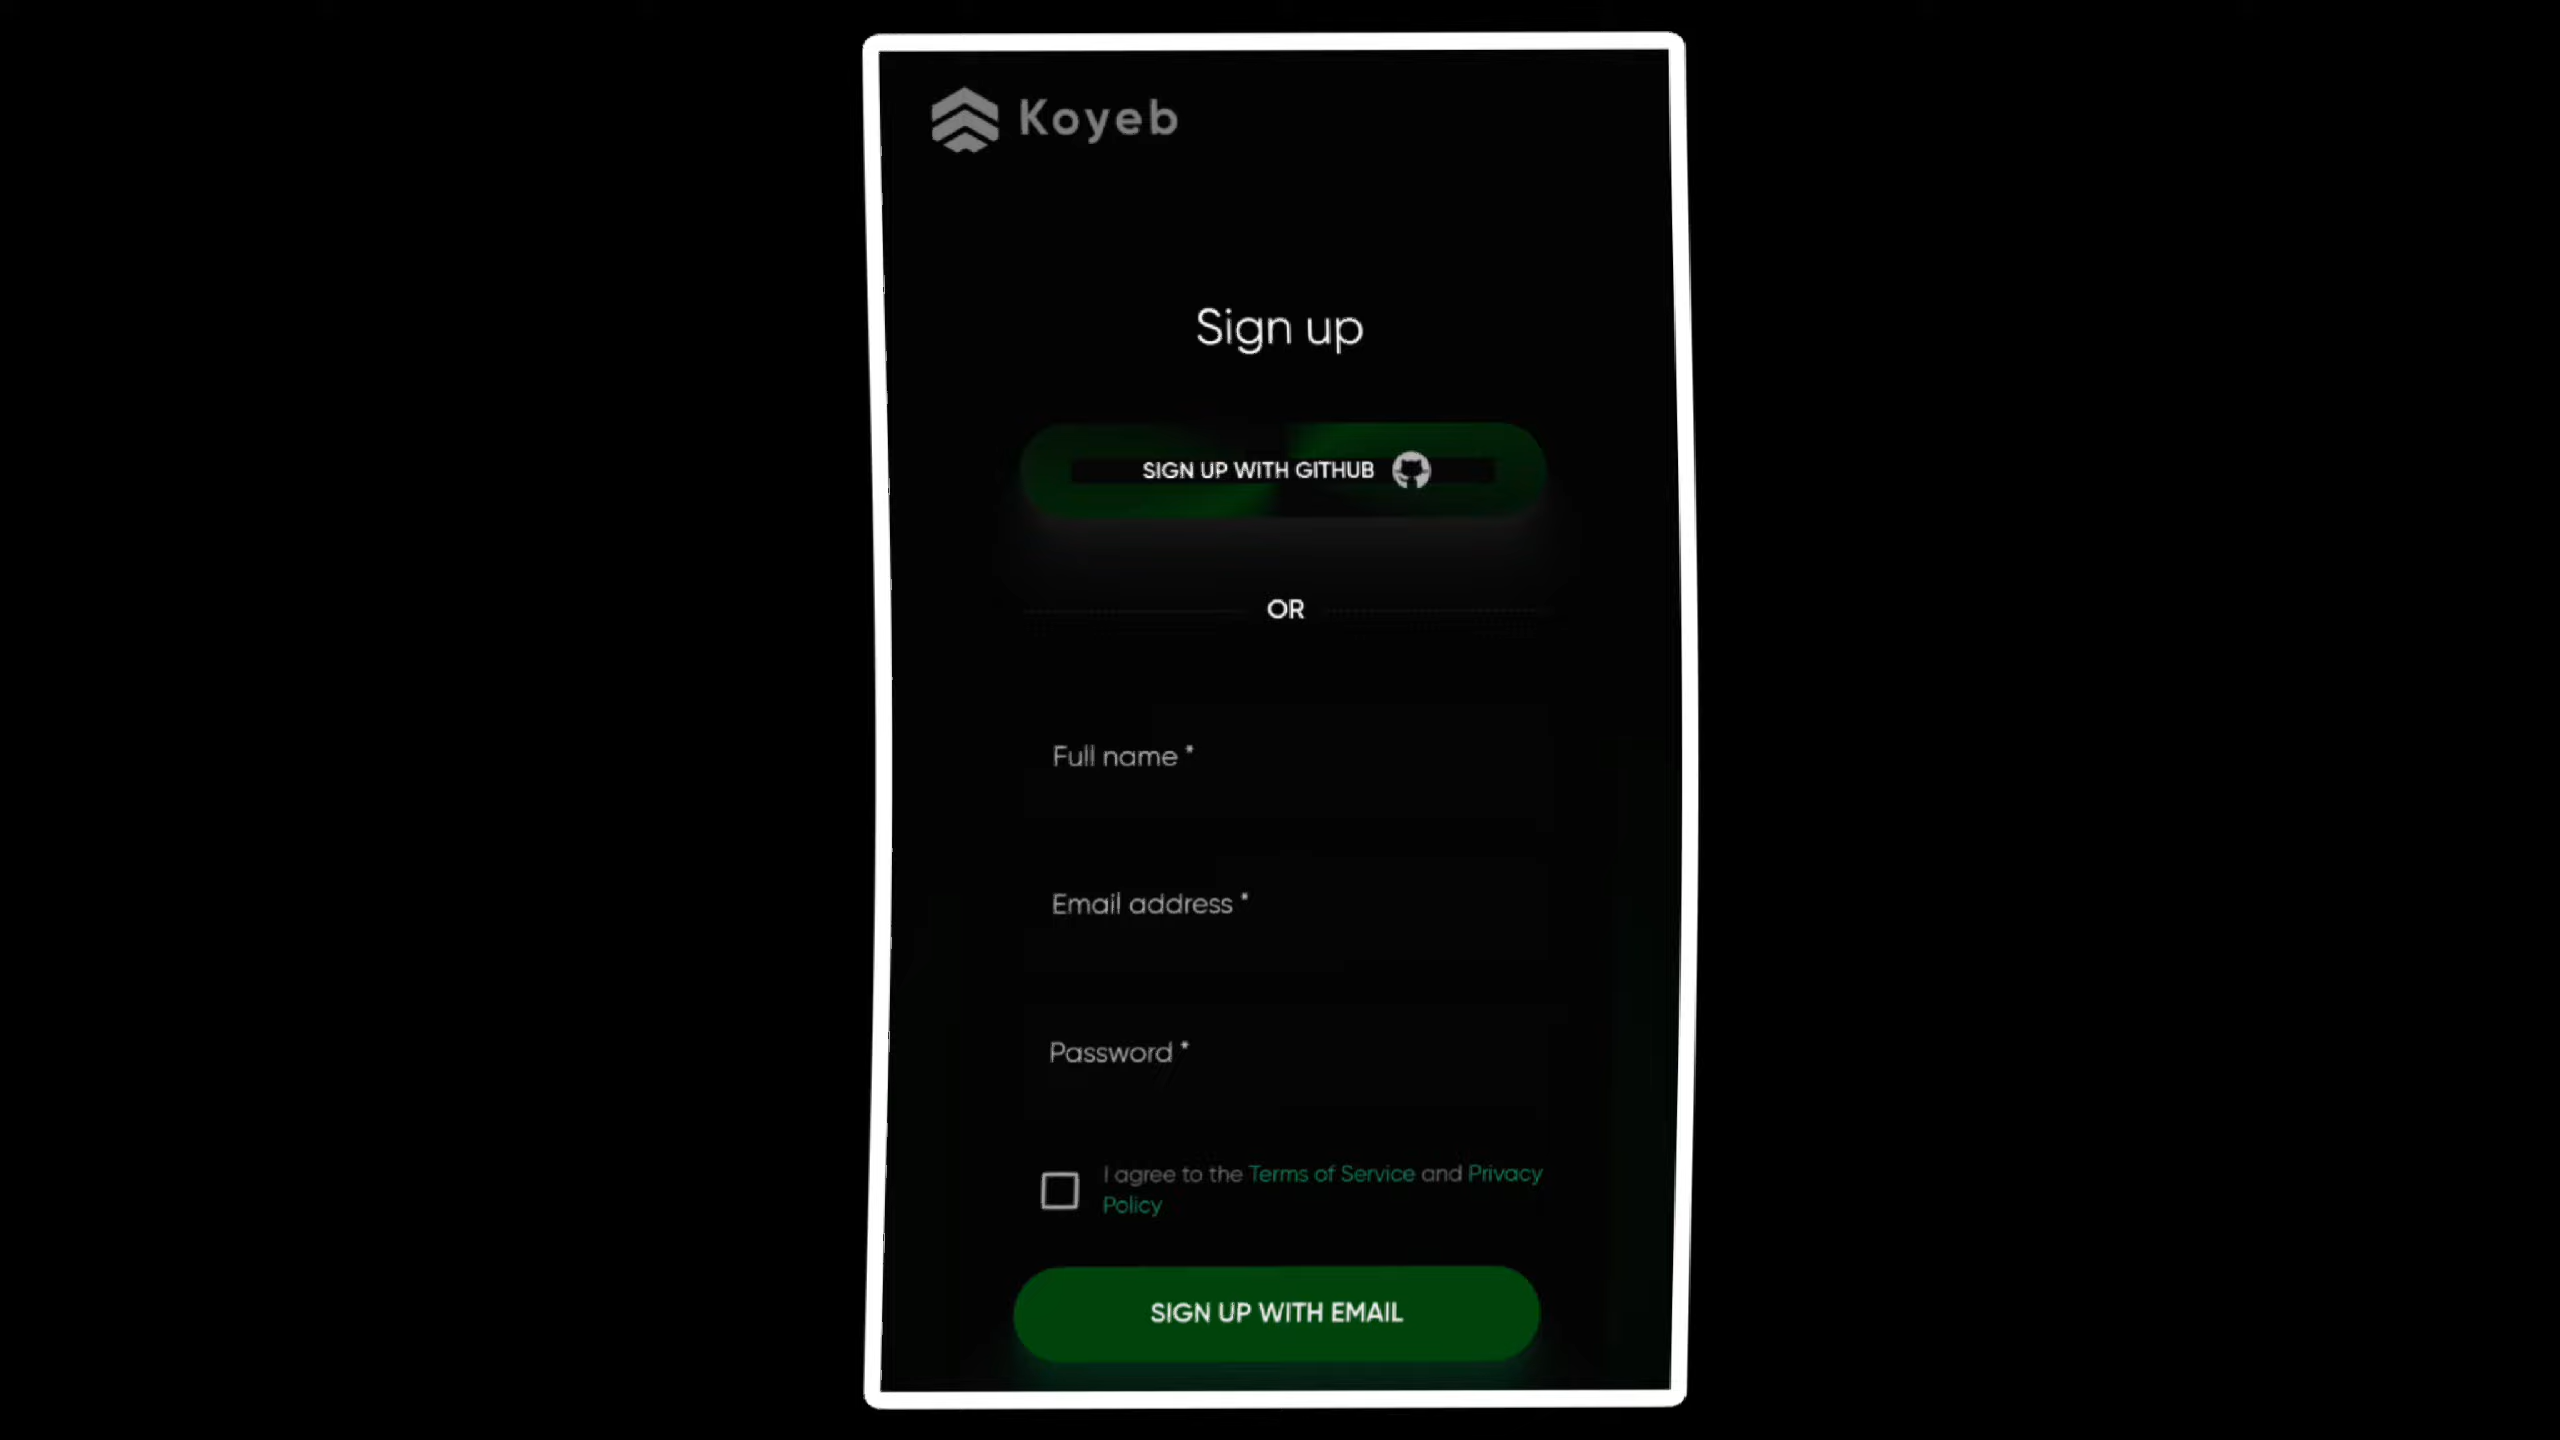 Koyeb
Sign up
SIGN UP WITH GITHUB
OR
Full name *
Email address *
Password *
I agree to the Terms of Service and Privacy
Policy
SIGN UP WITH EMAIL